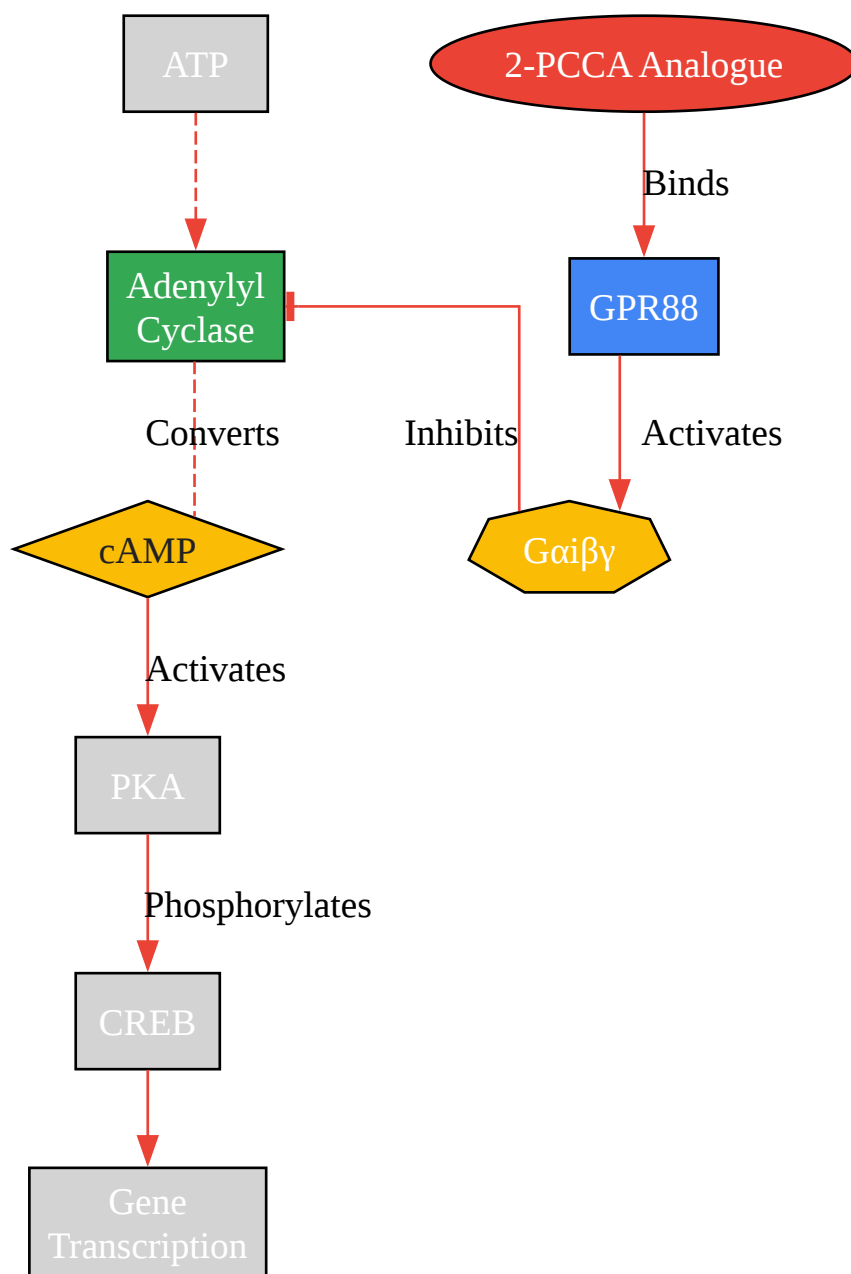 ATP
2-PCCA Analogue
Binds
Adenylyl
Cyclase
GPR88
Converts
Inhibits
Activates
cAMP
Gαiβγ
Activates
PKA
Phosphorylates
CREB
Gene
Transcription